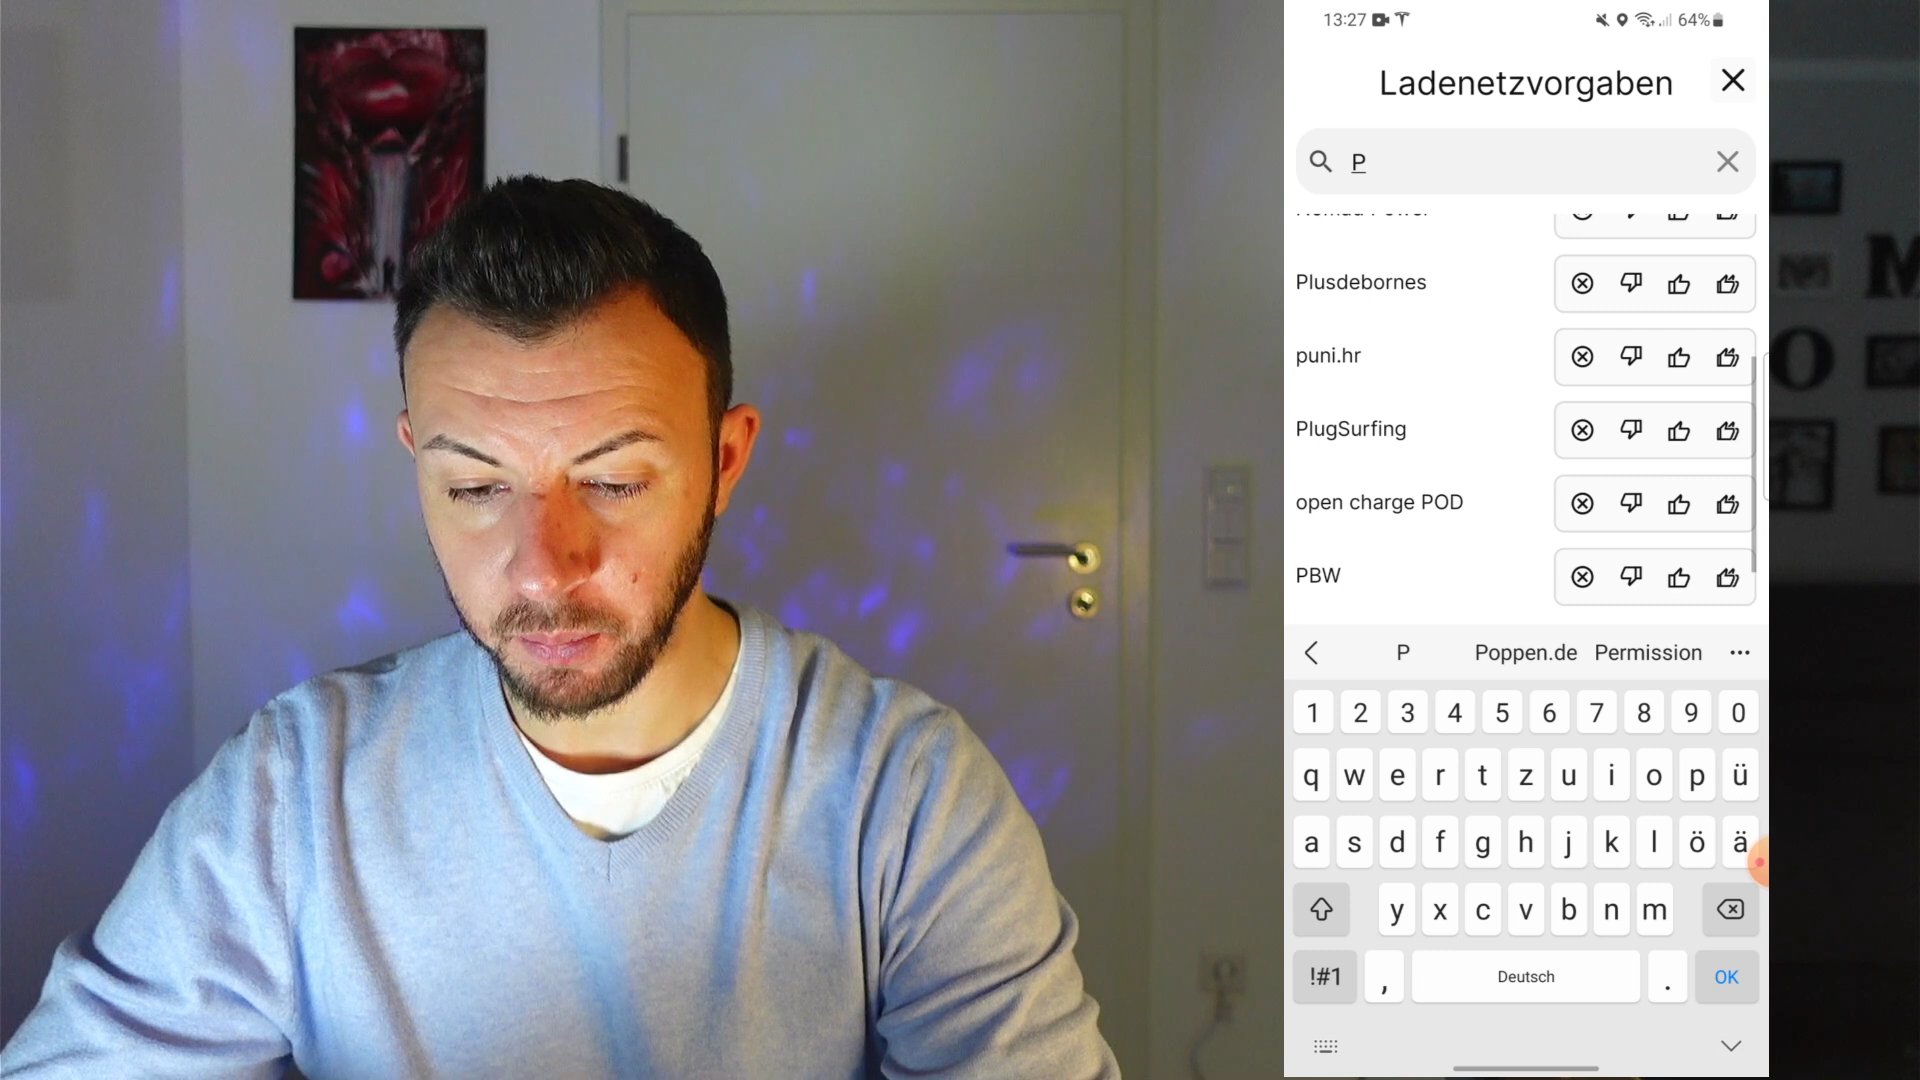 13:27
64%
Ladenetzvorgaben
P
Plusdebornes
puni.hr
PlugSurfing
open charge POD
PBW
P Poppen.de Permission ...
1 2 3 4 5 6 7 8 9 0
q w e r t z u i o p ü
a s d f g h j k l ö ä
y x c v b n m
!#1 , Deutsch . OK
M
O